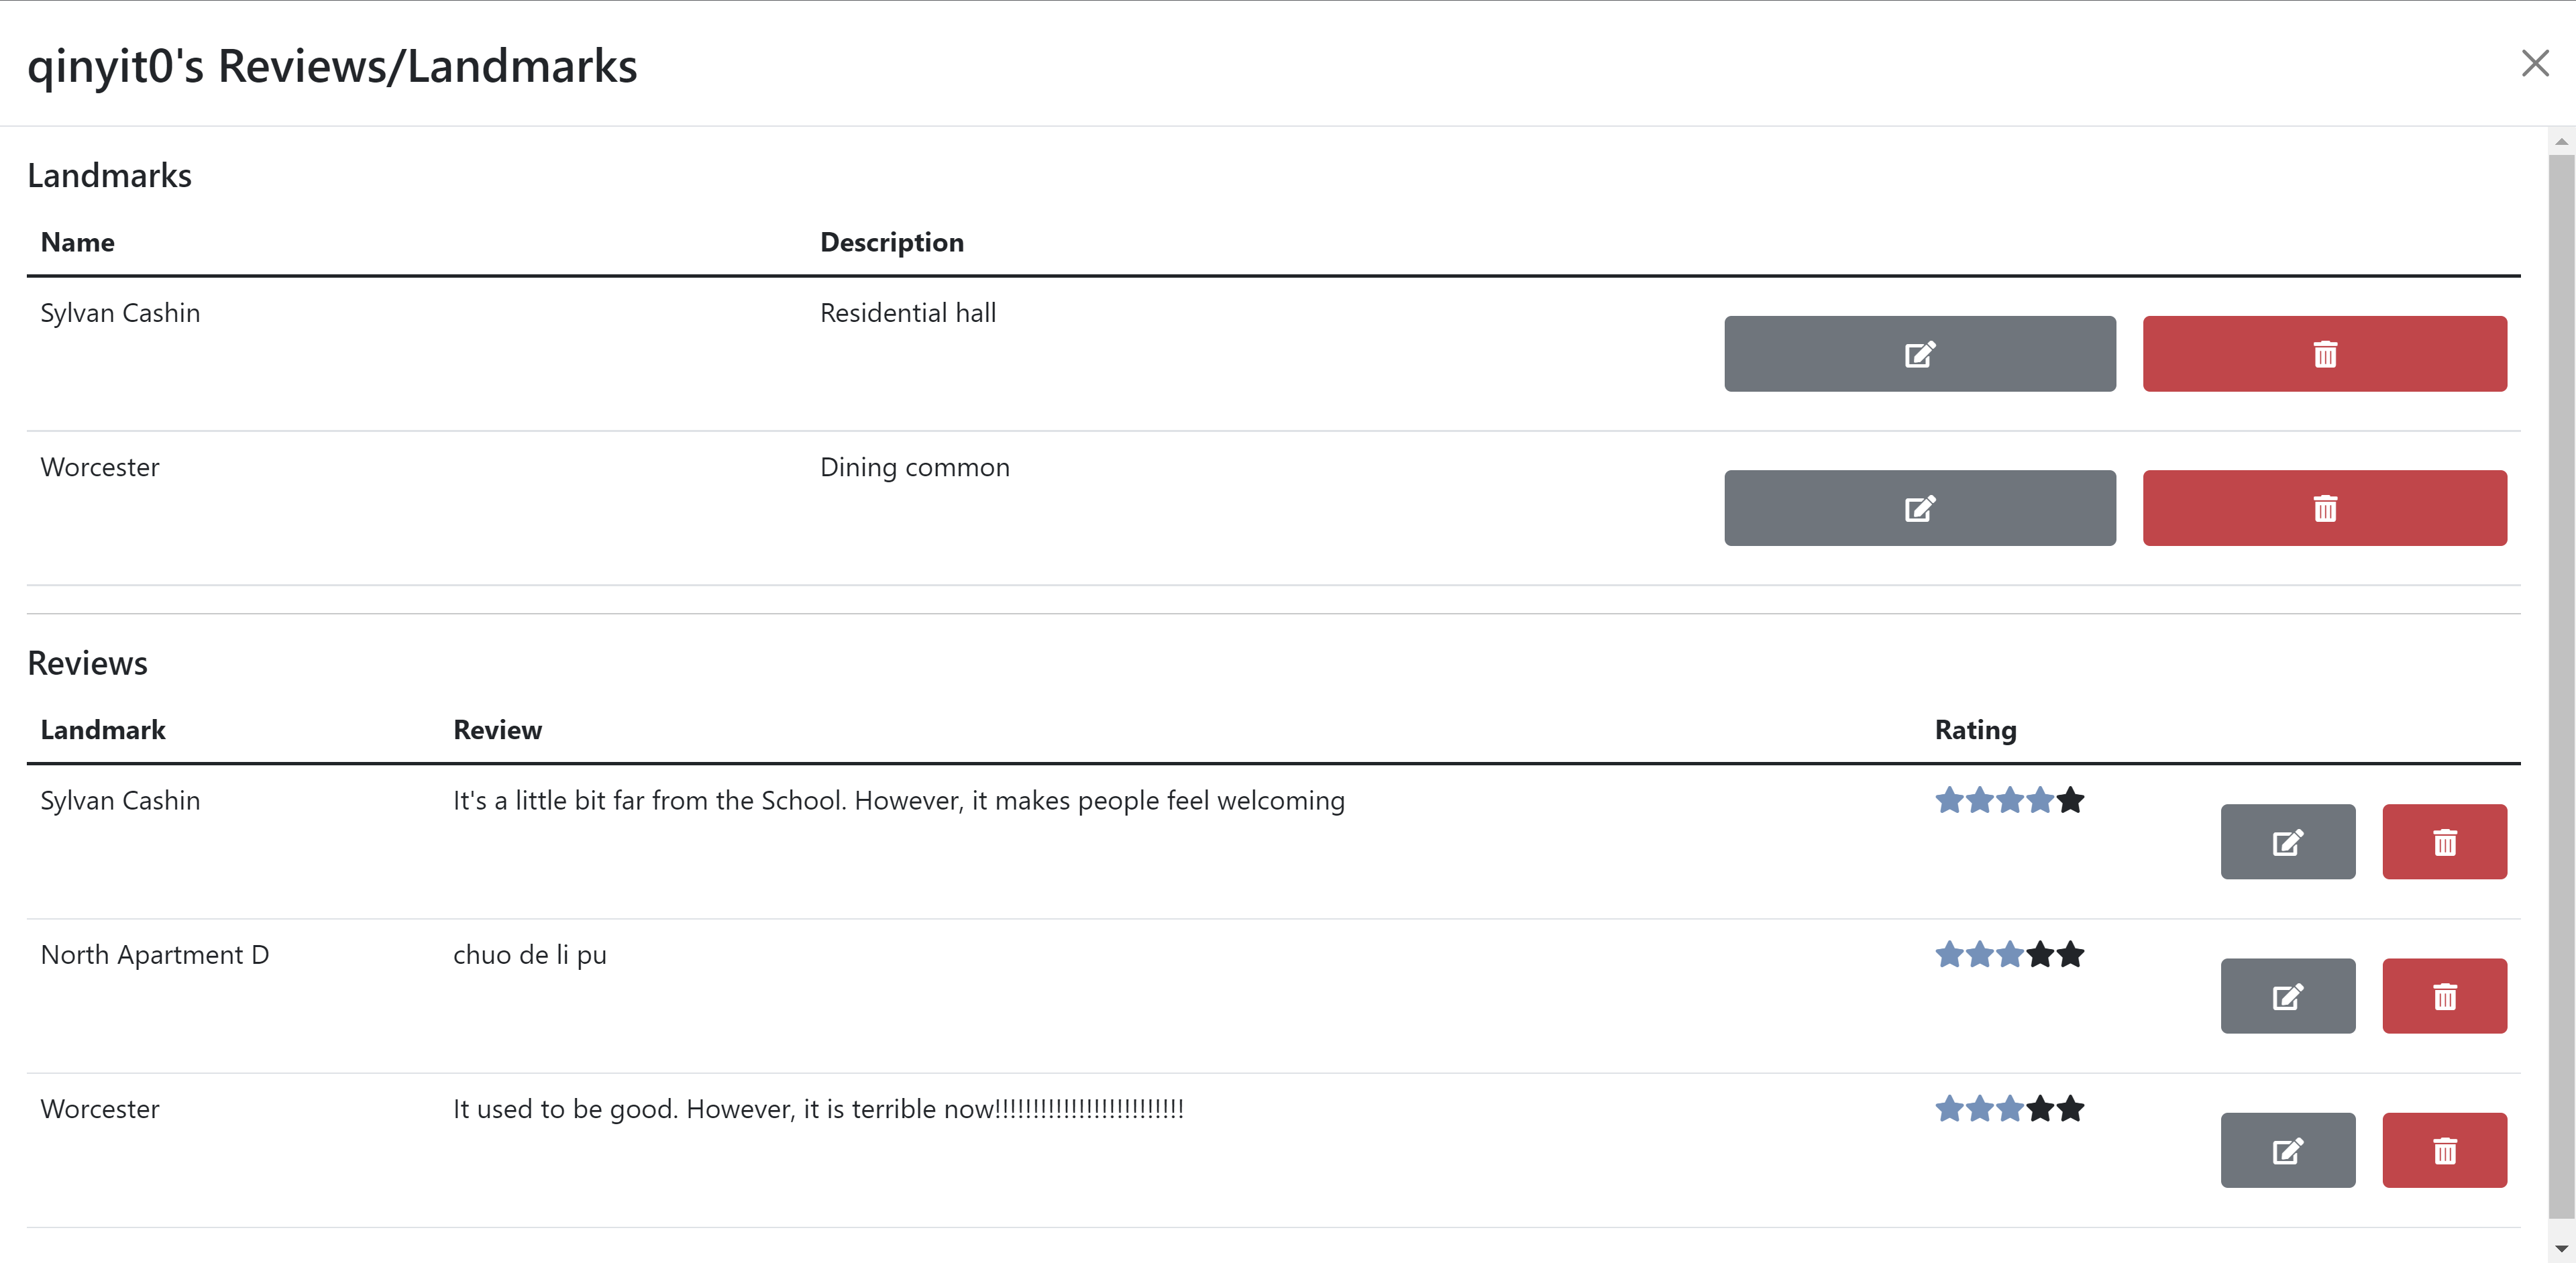 qinyit0's Reviews/Landmarks
Landmarks
Name Description
Sylvan Cashin Residential hall
Worcester Dining common
Reviews
Landmark Review Rating
Sylvan Cashin It's a little bit far from the School. However, it makes people feel welcoming
North Apartment D chuo de li pu
Worcester It used to be good. However, it is terrible now!!!!!!!!!!!!!!!!!!!!!!!!!